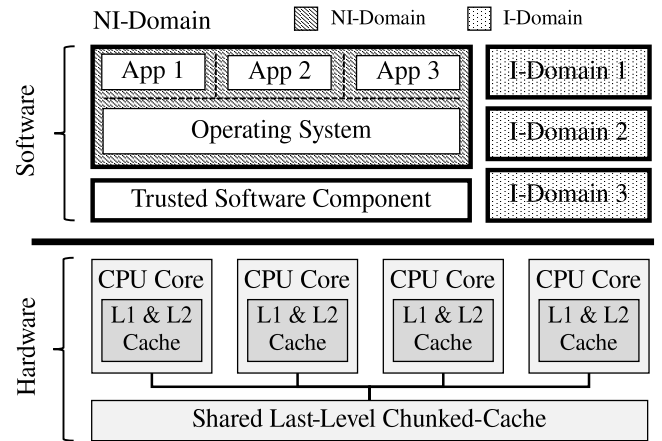 NI-Domain
NI-Domain
I-Domain
Software
App 1
App 2
App 3
Operating System
Trusted Software Component
I-Domain 1
I-Domain 2
I-Domain 3
Hardware
CPU Core
L1 & L2
Cache
CPU Core
L1 & L2
Cache
CPU Core
L1 & L2
Cache
CPU Core
L1 & L2
Cache
Shared Last-Level Chunked-Cache